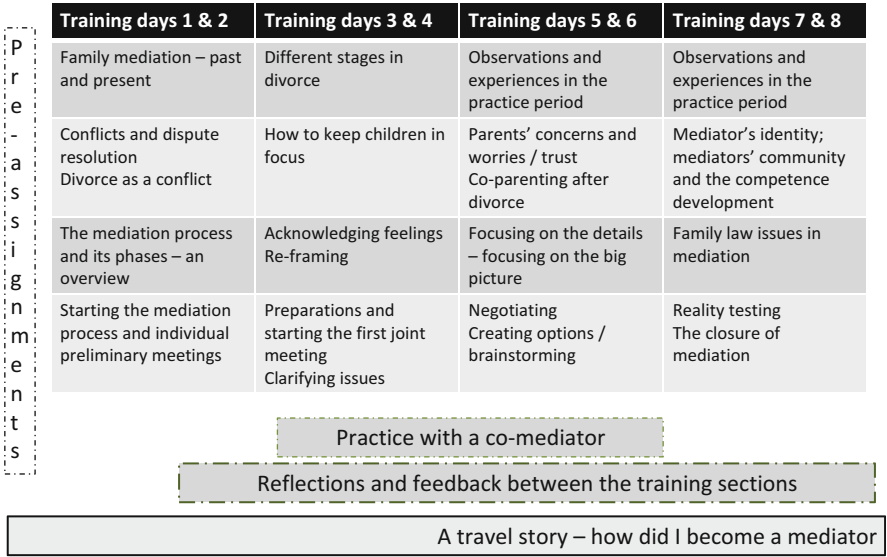 Pre-assignments
Training days 1 & 2
Training days 3 & 4
Training days 5 & 6
Training days 7 & 8
Family mediation – past
and present
Different stages in
divorce
Observations and
experiences in the
practice period
Observations and
experiences in the
practice period
Conflicts and dispute
resolution
Divorce as a conflict
How to keep children in
focus
Parents’ concerns and
worries / trust
Co-parenting after
divorce
Mediator’s identity;
mediators’ community
and the competence
development
The mediation process
and its phases – an
overview
Acknowledging feelings
Re-framing
Focusing on the details
– focusing on the big
picture
Family law issues in
mediation
Starting the mediation
process and individual
preliminary meetings
Preparations and
starting the first joint
meeting
Clarifying issues
Negotiating
Creating options /
brainstorming
Reality testing
The closure of
mediation
Practice with a co-mediator
Reflections and feedback between the training sections
A travel story – how did I become a mediator